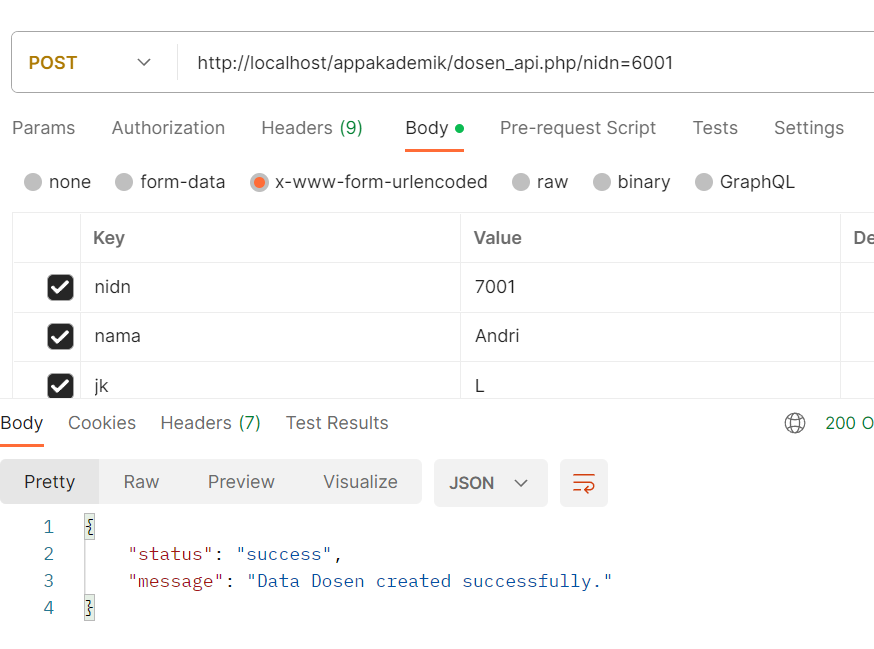 POST http://localhost/appakademik/dosen_api.php/nidn=6001
Params Authorization Headers (9) Body Pre-request Script Tests Settings
none form-data x-www-form-urlencoded raw binary GraphQL
Key Value De
nidn 7001
nama Andri
jk L
Body Cookies Headers (7) Test Results 200 O
Pretty Raw Preview Visualize JSON
1 {
2 "status": "success",
3 "message": "Data Dosen created successfully."
4 }